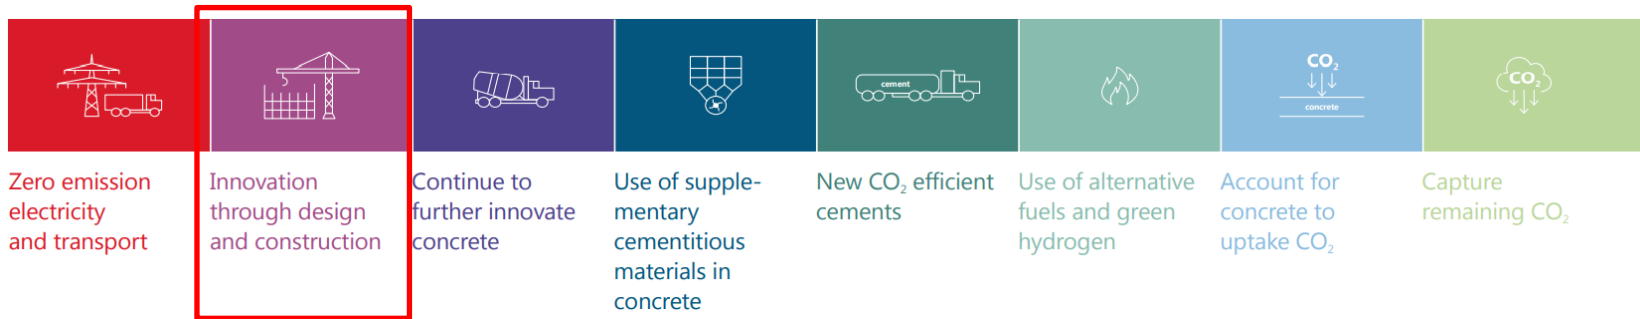 cement
CO₂
concrete
CO₂
Zero emission
electricity
and transport
Innovation
through design
and construction
Continue to
further innovate
concrete
Use of supple-
mentary
cementitious
materials in
concrete
New CO₂ efficient
cements
Use of alternative
fuels and green
hydrogen
Account for
concrete to
uptake CO₂
Capture
remaining CO₂